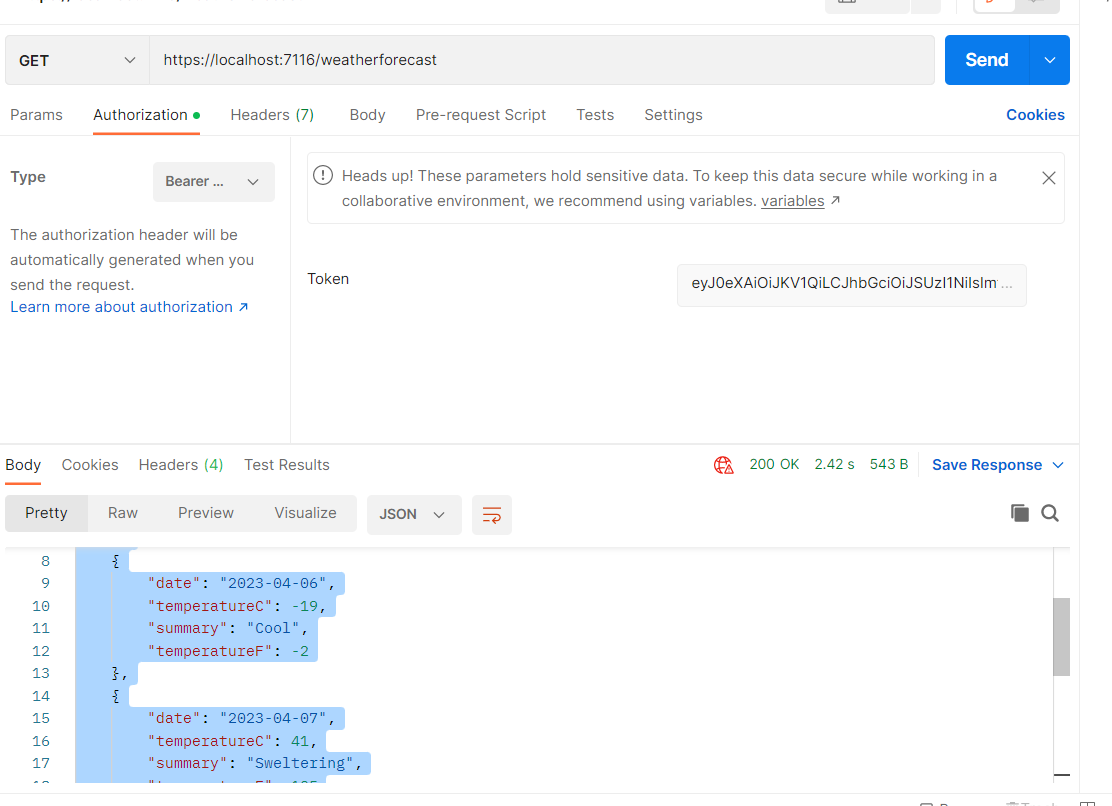 GET
https://localhost:7116/weatherforecast
Send
Params
Authorization
Headers (7)
Body
Pre-request Script
Tests
Settings
Cookies
Type
Bearer ...
The authorization header will be
automatically generated when you
send the request.
Learn more about authorization ↗
Heads up! These parameters hold sensitive data. To keep this data secure while working in a
collaborative environment, we recommend using variables. variables ↗
Token
eyJ0eXAiOiJKV1QiLCJhbGciOiJSUzI1NiIsIm ...
Body
Cookies
Headers (4)
Test Results
200 OK
2.42 s
543 B
Save Response
Pretty
Raw
Preview
Visualize
JSON
8 {
9 "date": "2023-04-06",
10 "temperatureC": -19,
11 "summary": "Cool",
12 "temperatureF": -2
13 },
14 {
15 "date": "2023-04-07",
16 "temperatureC": 41,
17 "summary": "Sweltering",